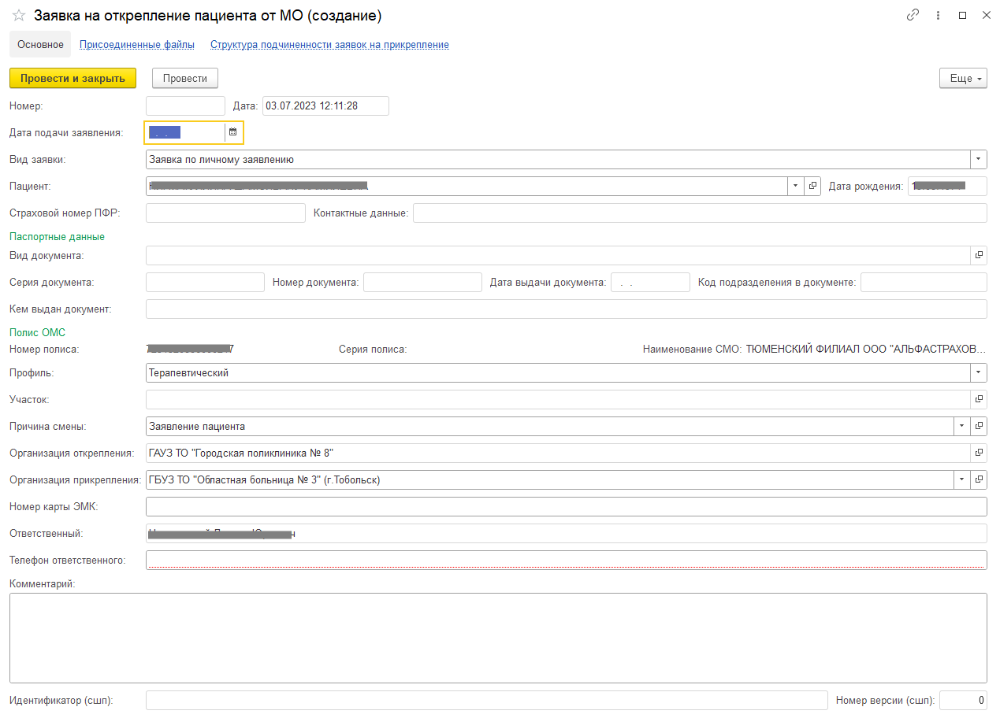 Заявка на открепление пациента от МО (создание)
Основное Присоединенные файлы Структура подчиненности заявок на прикрепление
Провести и закрыть Провести Еще
Номер: Дата: 03.07.2023 12:11:28
Дата подачи заявления: . .
Вид заявки: Заявка по личному заявлению
Пациент: Дата рождения:
Страховой номер ПФР: Контактные данные:
Паспортные данные
Вид документа:
Серия документа: Номер документа: Дата выдачи документа: . . Код подразделения в документе:
Кем выдан документ:
Полис ОМС
Номер полиса: Серия полиса: Наименование СМО: ТЮМЕНСКИЙ ФИЛИАЛ ООО "АЛЬФАСТРАХОВ...
Профиль: Терапевтический
Участок:
Причина смены: Заявление пациента
Организация открепления: ГАУЗ ТО "Городская поликлиника № 8"
Организация прикрепления: ГБУЗ ТО "Областная больница № 3" (г.Тобольск)
Номер карты ЭМК:
Ответственный:
Телефон ответственного:
Комментарий:
Идентификатор (сшп): Номер версии (сшп): 0